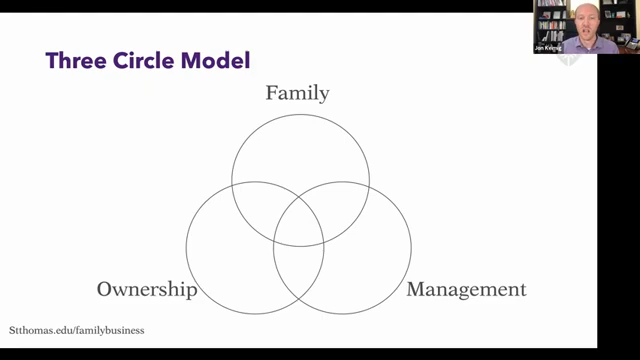 Three Circle Model
Family
Ownership
Management
Stthomas.edu/familybusiness